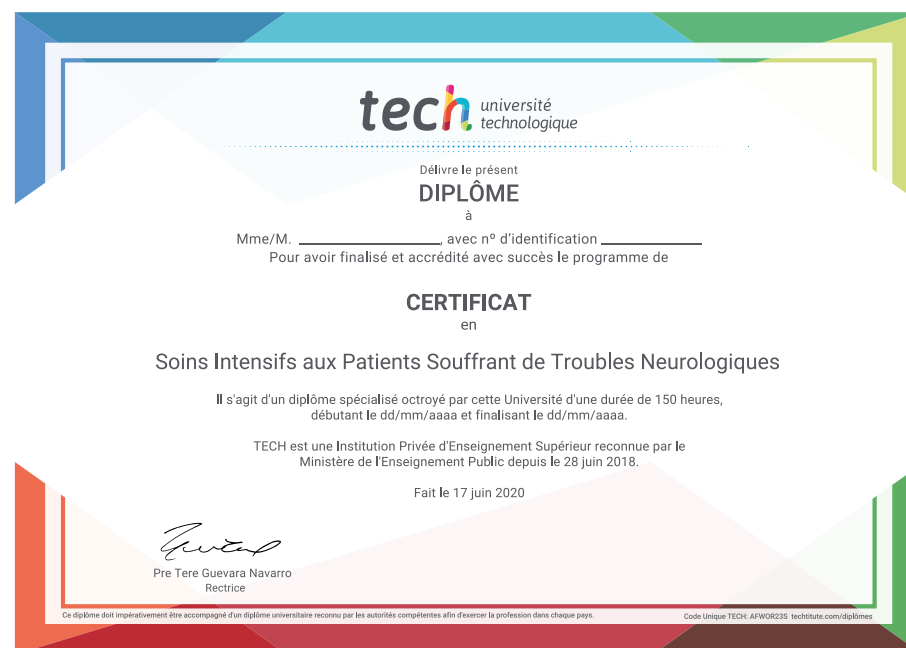 tech université
technologique
Délivre le présent
DIPLÔME
à
Mme/M. ____________________, avec nº d'identification ______________
Pour avoir finalisé et accrédité avec succès le programme de
CERTIFICAT
en
Soins Intensifs aux Patients Souffrant de Troubles Neurologiques
Il s'agit d'un diplôme spécialisé octroyé par cette Université d'une durée de 150 heures,
débutant le dd/mm/aaaa et finalisant le dd/mm/aaaa.
TECH est une Institution Privée d'Enseignement Supérieur reconnue par le
Ministère de l'Enseignement Public depuis le 28 juin 2018.
Fait le 17 juin 2020
Pre Tere Guevara Navarro
Rectrice
Ce diplôme doit impérativement être accompagné d'un diplôme universitaire reconnu par les autorités compétentes afin d'exercer la profession dans chaque pays.
Code Unique TECH: AFWOR23S techtitute.com/diplômes